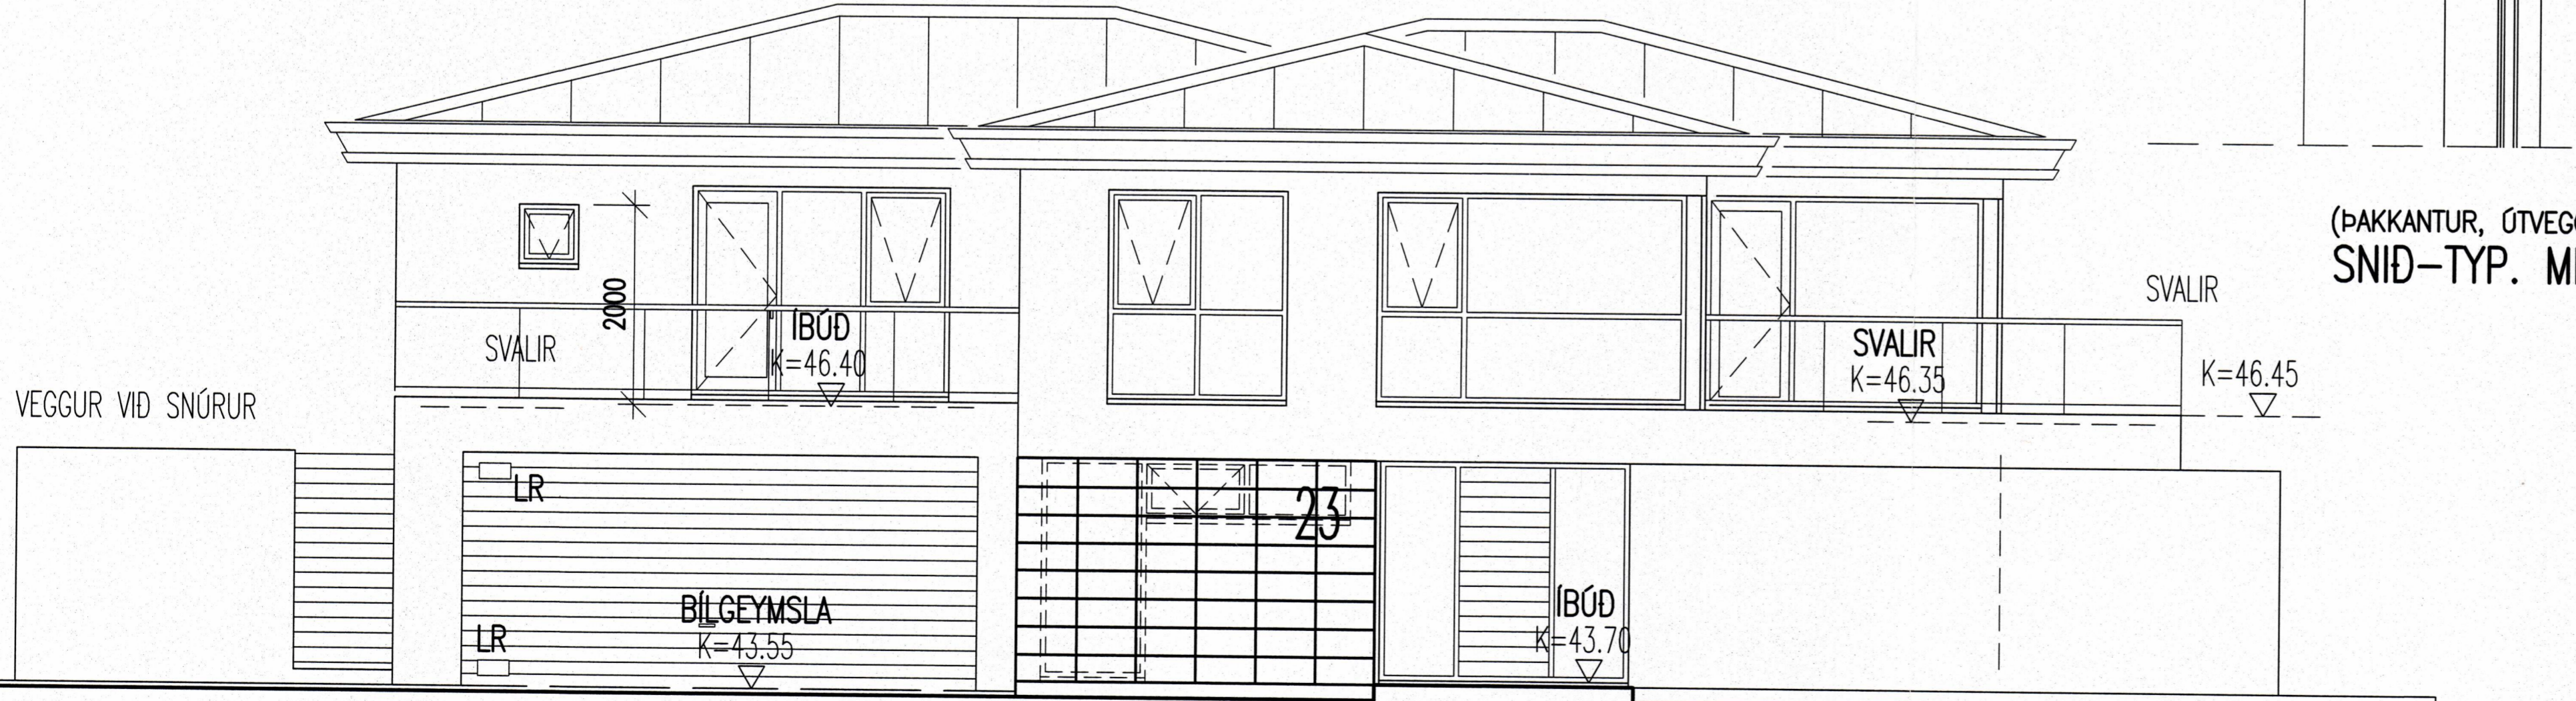 (ÞAKKANTUR, 
SNIÐ-TYP.
SVALIR
2000
ÍBÚÐ
K=46.40
SVALIR
SVALIR
K=46.35
K=46.45
VEGGUR VIÐ SNÚRUR
LR
23
BÍLGEYMSLA
K=43.55
LR
ÍBÚÐ
K=43.70